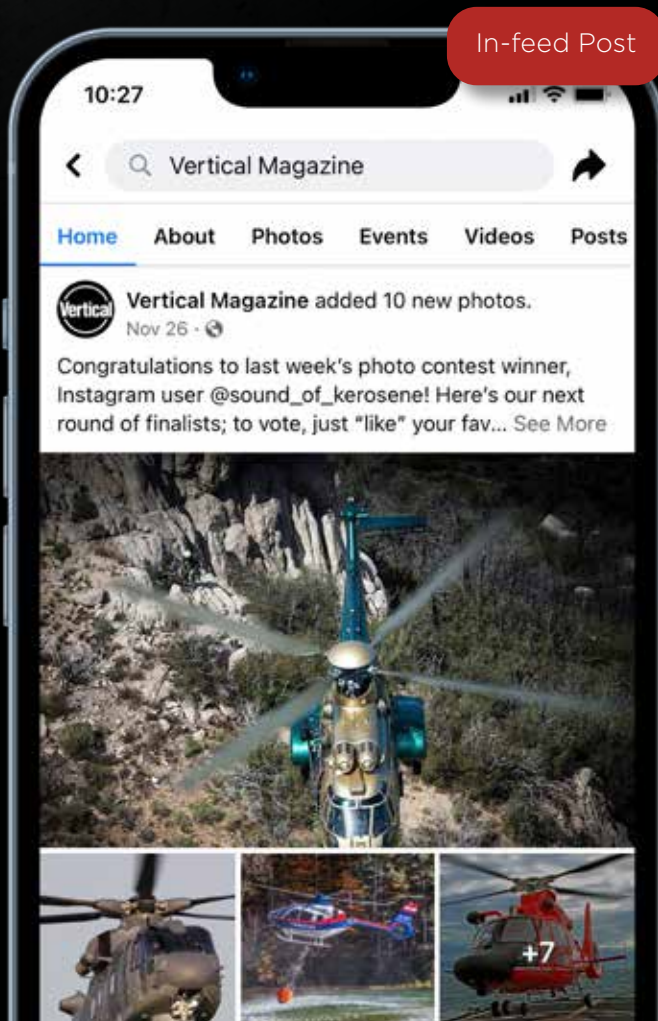 In-feed Post
10:27
Vertical Magazine
Home About Photos Events Videos Posts
Vertical
Vertical Magazine added 10 new photos.
Nov 26 ·
Congratulations to last week's photo contest winner,
Instagram user @sound_of_kerosene! Here's our next
round of finalists; to vote, just "like" your fav... See More
+7